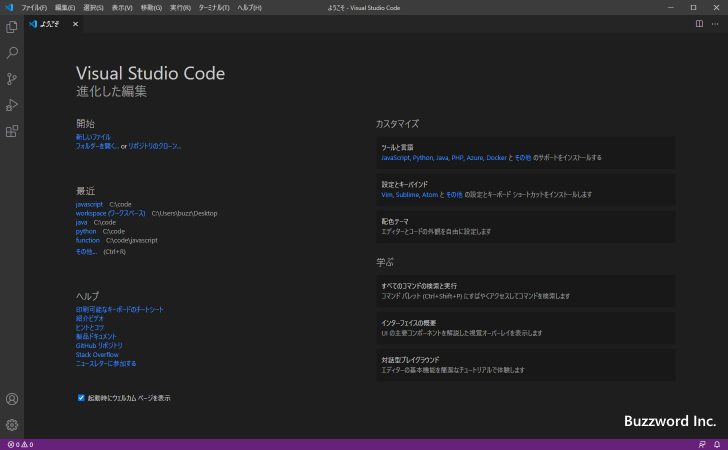 ファイル(F) 編集(E) 選択(S) 表示(V) 移動(G) 実行(R) ターミナル(T) ヘルプ(H) ようこそ - Visual Studio Code
ようこそ
Visual Studio Code
進化した編集
開始
新しいファイル
フォルダーを開く... or リポジトリのクローン...
最近
javascript C:\code
workspace (ワークスペース) C:\Users\buzz\Desktop
java C:\code
python C:\code
function C:\code\javascript
その他... (Ctrl+R)
ヘルプ
印刷可能なキーボードのチートシート
紹介ビデオ
ヒントとコツ
製品ドキュメント
GitHub リポジトリ
Stack Overflow
ニュースレターに参加する
起動時にウェルカム ページを表示
カスタマイズ
ツールと言語
JavaScript, Python, Java, PHP, Azure, Docker と その他 のサポートをインストールする
設定とキーバインド
Vim, Sublime, Atom と その他 の設定とキーボード ショートカットをインストールします
配色テーマ
エディターとコードの外観を自由に設定します
学ぶ
すべてのコマンドの検索と実行
コマンド パレット (Ctrl+Shift+P) にすばやくアクセスしてコマンドを検索します
インターフェイスの概要
UI の主要コンポーネントを解説した視覚オーバーレイを表示します
対話型プレイグラウンド
エディターの基本機能を簡潔なチュートリアルで体験します
Buzzword Inc.
0 0